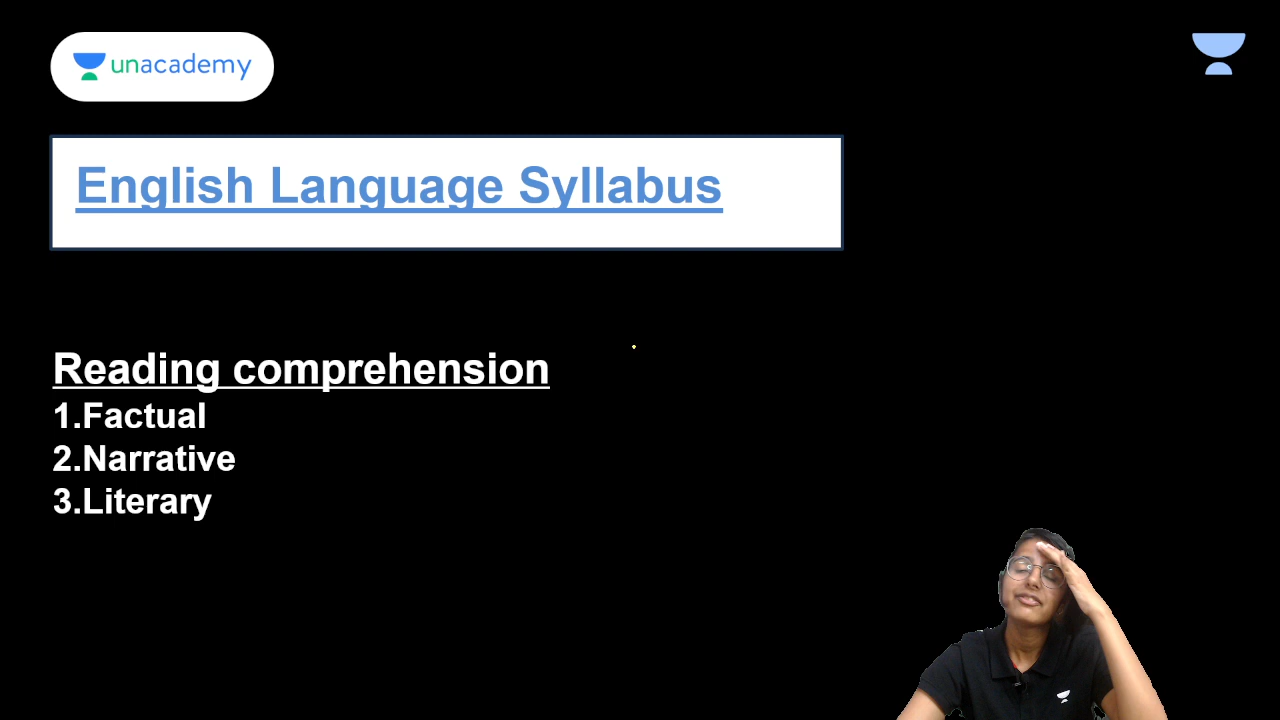 unacademy
English Language Syllabus
Reading comprehension
1.Factual
2.Narrative
3.Literary